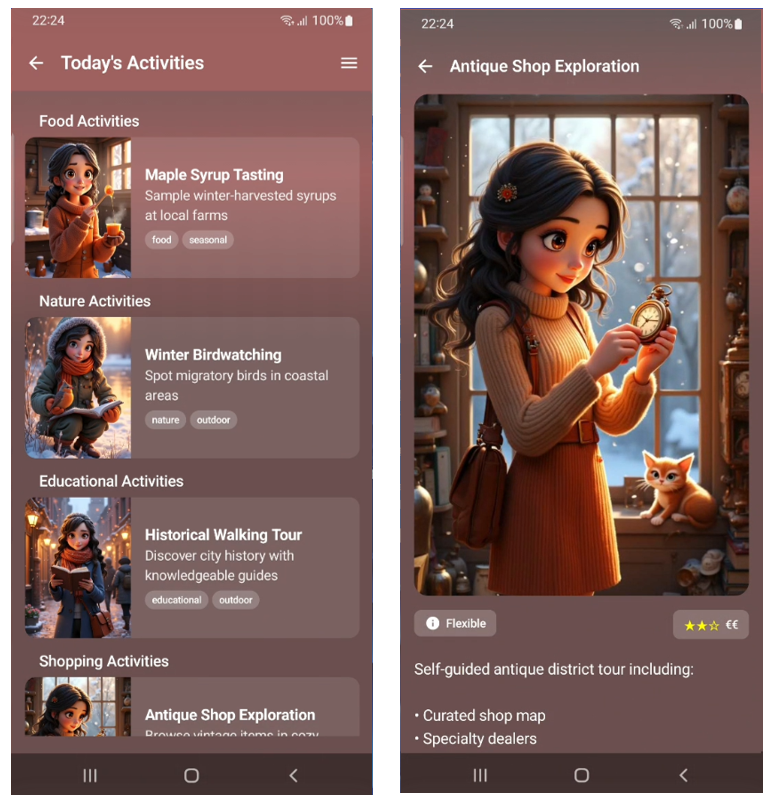 22:24
100%
Today's Activities
Food Activities
Maple Syrup Tasting
Sample winter-harvested syrups
at local farms
food seasonal
Nature Activities
Winter Birdwatching
Spot migratory birds in coastal
areas
nature outdoor
Educational Activities
Historical Walking Tour
Discover city history with
knowledgeable guides
educational outdoor
Shopping Activities
Antique Shop Exploration
Browse vintage items in cozy
22:24
100%
Antique Shop Exploration
Flexible
★★☆ €€
Self-guided antique district tour including:
• Curated shop map
• Specialty dealers